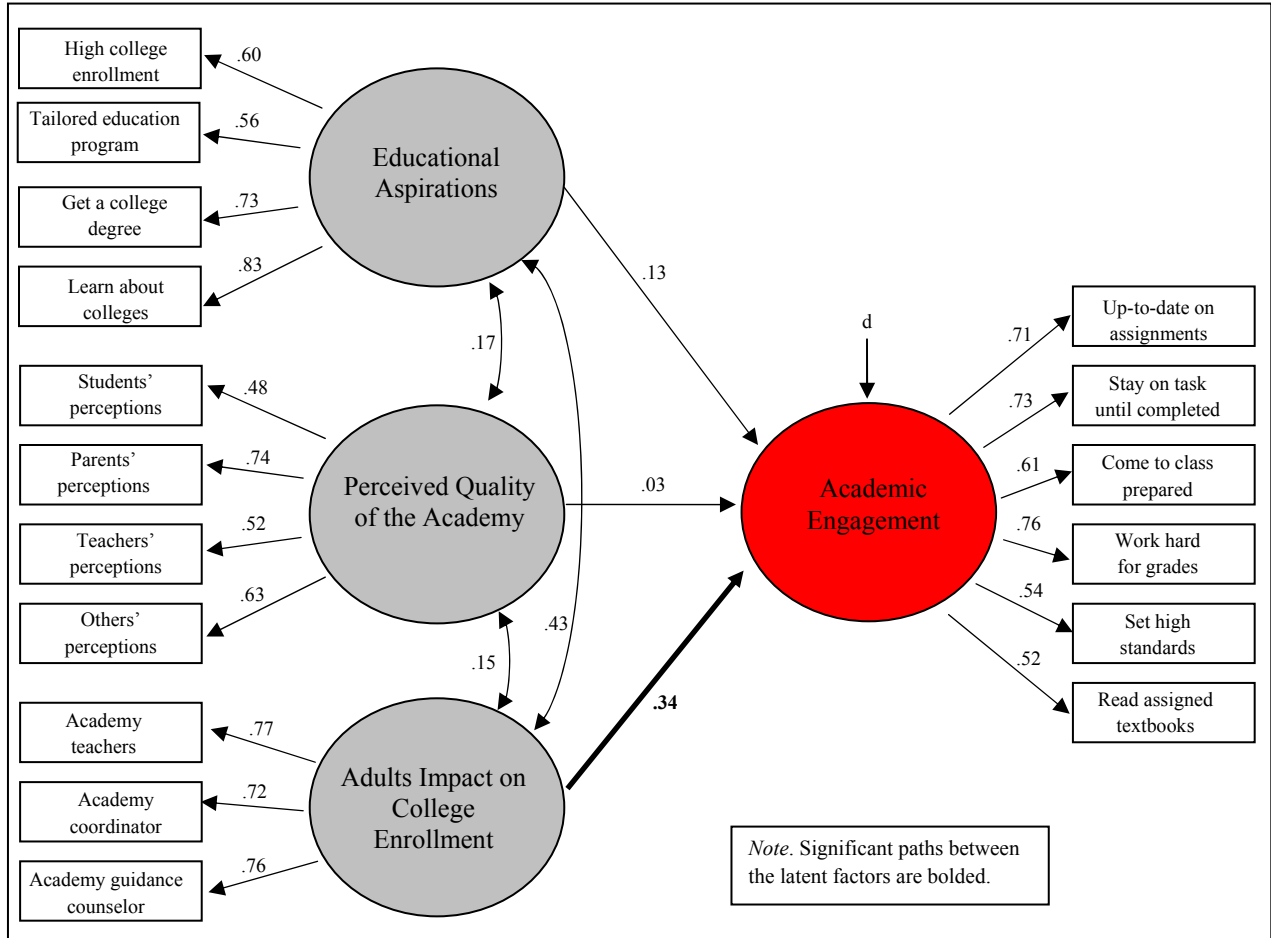 High college
enrollment
.60
Tailored education
program
.56
Get a college
degree
.73
Learn about
colleges
.83
Educational
Aspirations
.13
.17
Students’
perceptions
.48
Parents’
perceptions
.74
Teachers’
perceptions
.52
Others’
perceptions
.63
Perceived Quality
of the Academy
.03
.43
.15
Academy
teachers
.77
Academy
coordinator
.72
Academy guidance
counselor
.76
Adults Impact on
College
Enrollment
.34
d
Academic
Engagement
.71
Up-to-date on
assignments
.73
Stay on task
until completed
.61
Come to class
prepared
.76
Work hard
for grades
.54
Set high
standards
.52
Read assigned
textbooks
Note. Significant paths between
the latent factors are bolded.